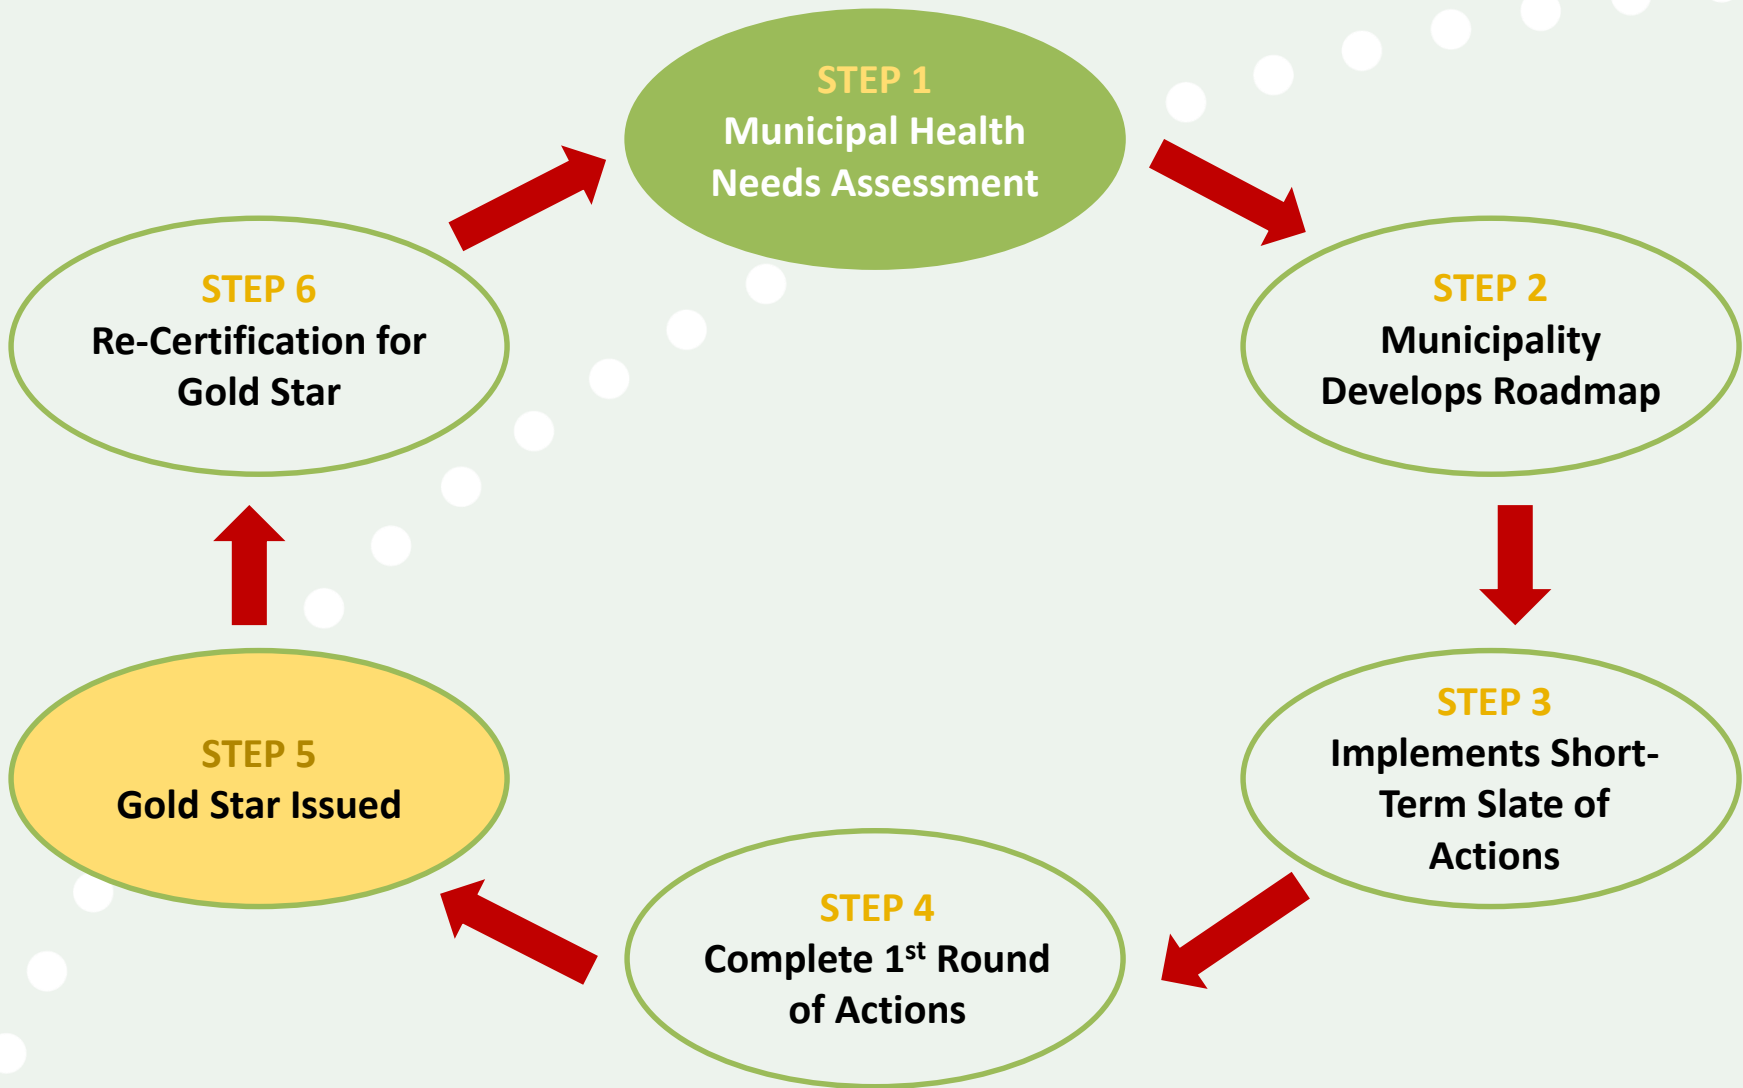 STEP 1
Municipal Health
Needs Assessment
STEP 2
Municipality
Develops Roadmap
STEP 3
Implements Short-
Term Slate of
Actions
STEP 4
Complete 1st Round
of Actions
STEP 5
Gold Star Issued
STEP 6
Re-Certification for
Gold Star